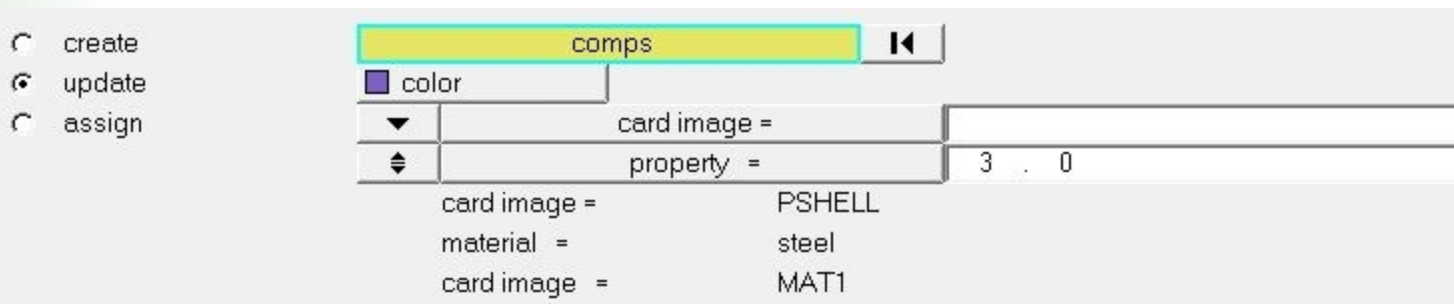 create comps
update color
assign card image =
property = 3 . 0
card image = PSHELL
material = steel
card image = MAT1